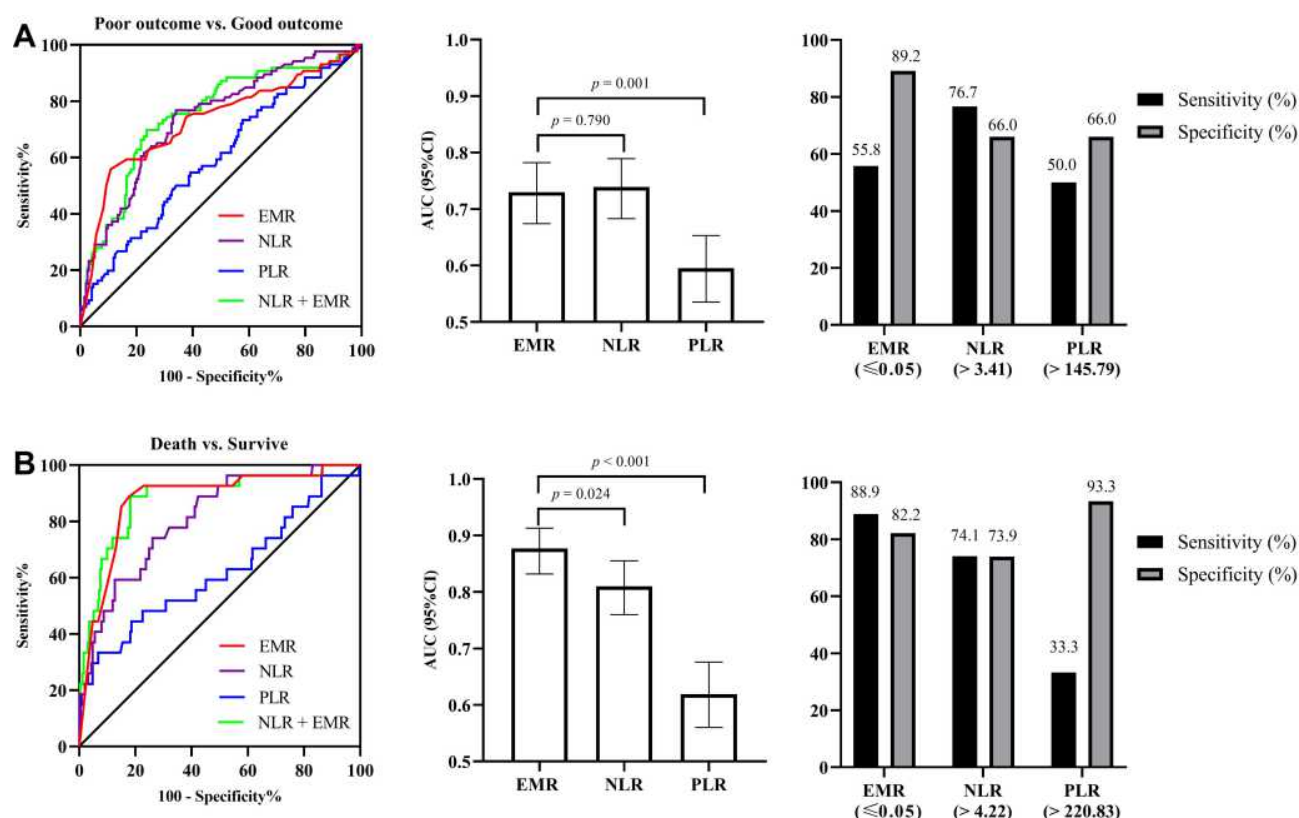 A
Poor outcome vs. Good outcome
100
80
60
40
20
0
Sensitivity%
EMR
NLR
PLR
NLR + EMR
0 20 40 60 80 100
100 - Specificity%
1.0
0.9
0.8
0.7
0.6
0.5
AUC (95%CI)
p = 0.001
p = 0.790
EMR NLR PLR
100
80
60
40
20
0
55.8
89.2
76.7
66.0
50.0
66.0
EMR NLR PLR
(≤0.05) (> 3.41) (> 145.79)
Sensitivity (%)
Specificity (%)
B
Death vs. Survive
100
80
60
40
20
0
Sensitivity%
EMR
NLR
PLR
NLR + EMR
0 20 40 60 80 100
100 - Specificity%
1.0
0.9
0.8
0.7
0.6
0.5
AUC (95%CI)
p < 0.001
p = 0.024
EMR NLR PLR
100
80
60
40
20
0
88.9
82.2
74.1
73.9
33.3
93.3
EMR NLR PLR
(≤0.05) (> 4.22) (> 220.83)
Sensitivity (%)
Specificity (%)